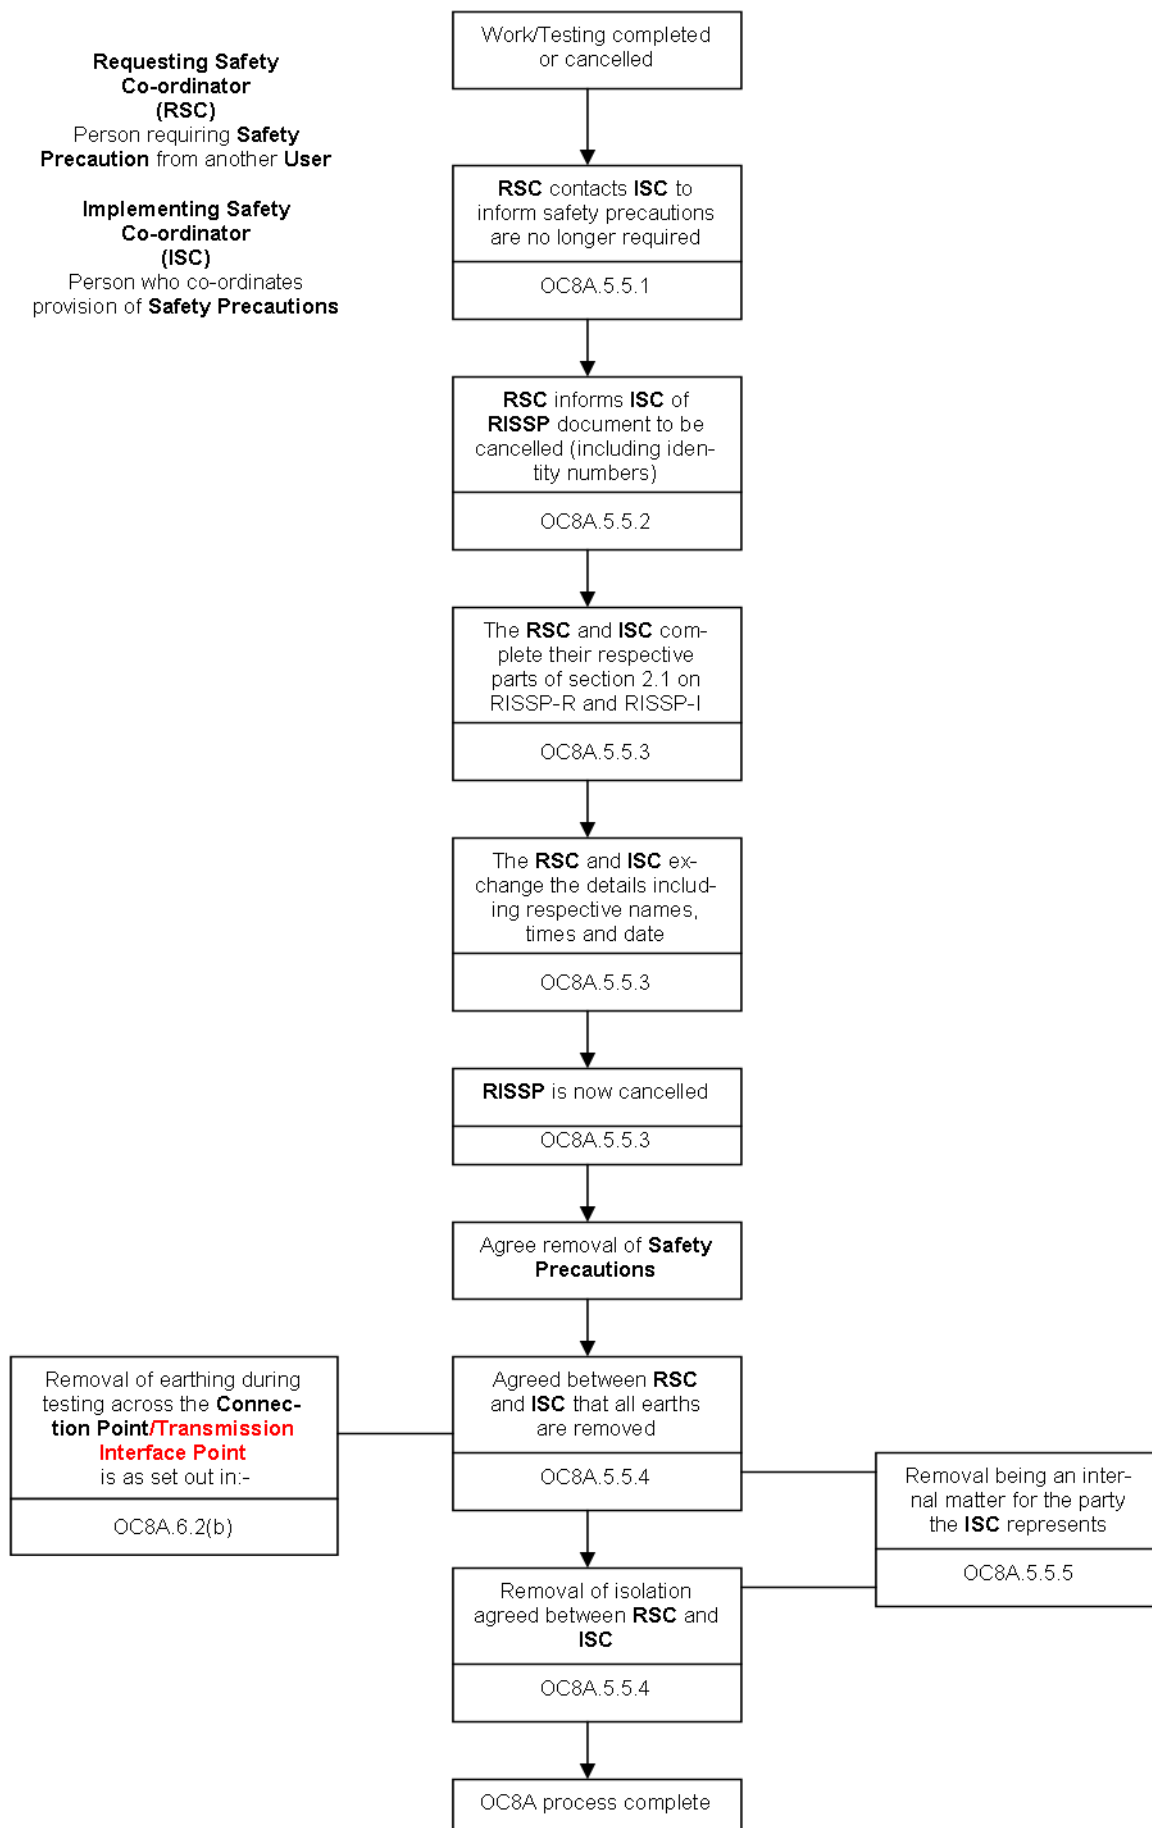 Requesting Safety
Co-ordinator
(RSC)
Person requiring Safety
Precaution from another User
Implementing Safety
Co-ordinator
(ISC)
Person who co-ordinates
provision of Safety Precautions
Work/Testing completed
or cancelled
RSC contacts ISC to
inform safety precautions
are no longer required
OC8A.5.5.1
RSC informs ISC of
RISSP document to be
cancelled (including iden-
tity numbers)
OC8A.5.5.2
The RSC and ISC com-
plete their respective
parts of section 2.1 on
RISSP-R and RISSP-I
OC8A.5.5.3
The RSC and ISC ex-
change the details includ-
ing respective names,
times and date
OC8A.5.5.3
RISSP is now cancelled
OC8A.5.5.3
Agree removal of Safety
Precautions
Removal of earthing during
testing across the Connec-
tion Point/Transmission
Interface Point
is as set out in:-
OC8A.6.2(b)
Agreed between RSC
and ISC that all earths
are removed
OC8A.5.5.4
Removal being an inter-
nal matter for the party
the ISC represents
OC8A.5.5.5
Removal of isolation
agreed between RSC and
ISC
OC8A.5.5.4
OC8A process complete